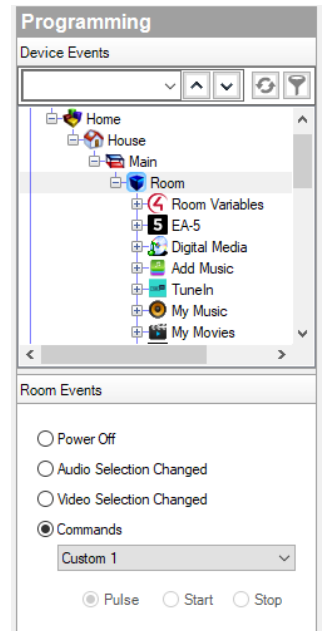 Programming
Device Events
Home
House
Main
Room
Room Variables
5 EA-5
Digital Media
Add Music
TuneIn
My Music
My Movies
Room Events
Power Off
Audio Selection Changed
Video Selection Changed
Commands
Custom 1
Pulse Start Stop